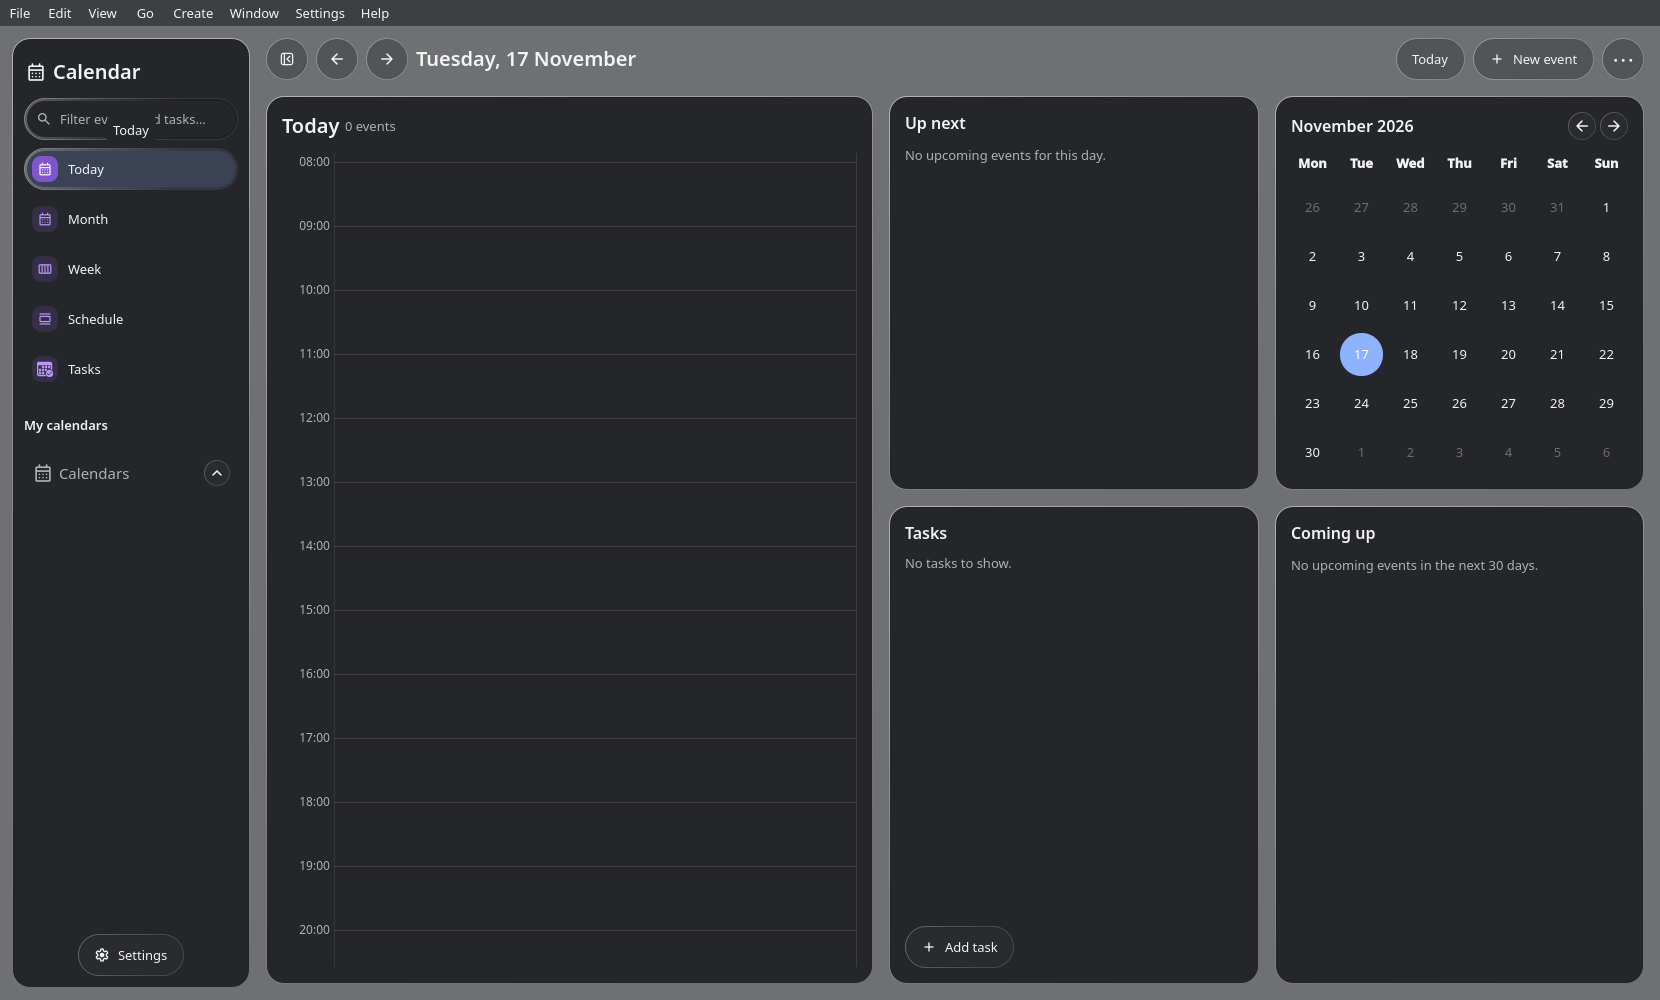 File Edit View Go Create Window Settings Help
Calendar
Filter ev d tasks...
Today
Today
Month
Week
Schedule
Tasks
My calendars
Calendars
Settings
Tuesday, 17 November
Today
+ New event
...
Today 0 events
08:00
09:00
10:00
11:00
12:00
13:00
14:00
15:00
16:00
17:00
18:00
19:00
20:00
Up next
No upcoming events for this day.
November 2026
Mon Tue Wed Thu Fri Sat Sun
26 27 28 29 30 31 1
2 3 4 5 6 7 8
9 10 11 12 13 14 15
16 17 18 19 20 21 22
23 24 25 26 27 28 29
30 1 2 3 4 5 6
Tasks
No tasks to show.
+ Add task
Coming up
No upcoming events in the next 30 days.